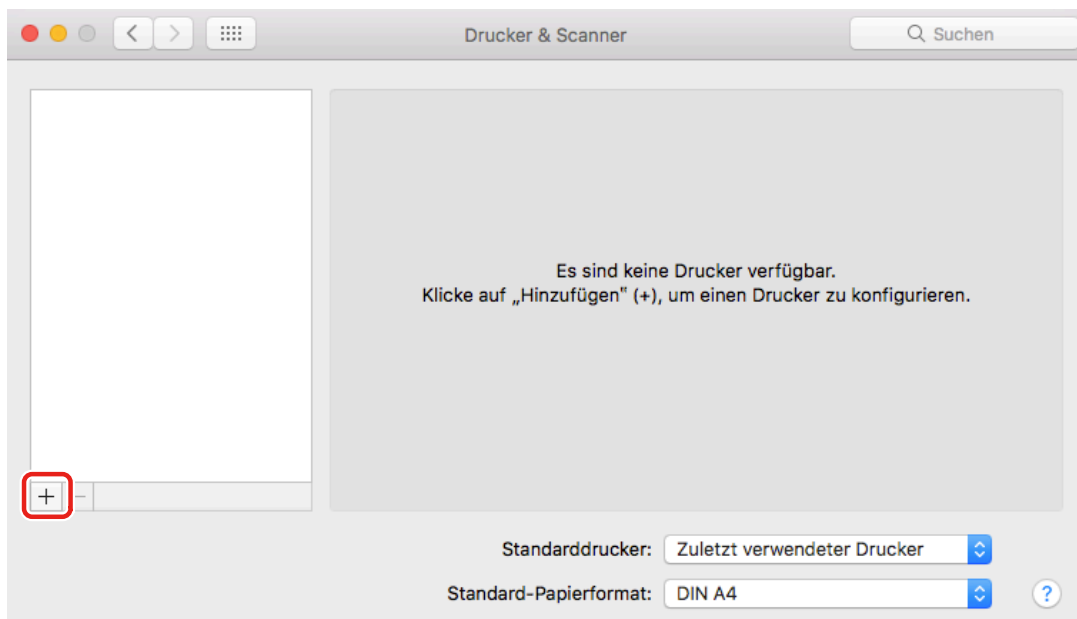 Drucker & Scanner
Suchen
Es sind keine Drucker verfügbar.
Klicke auf „Hinzufügen“ (+), um einen Drucker zu konfigurieren.
+ −
Standarddrucker: Zuletzt verwendeter Drucker
Standard-Papierformat: DIN A4 ?